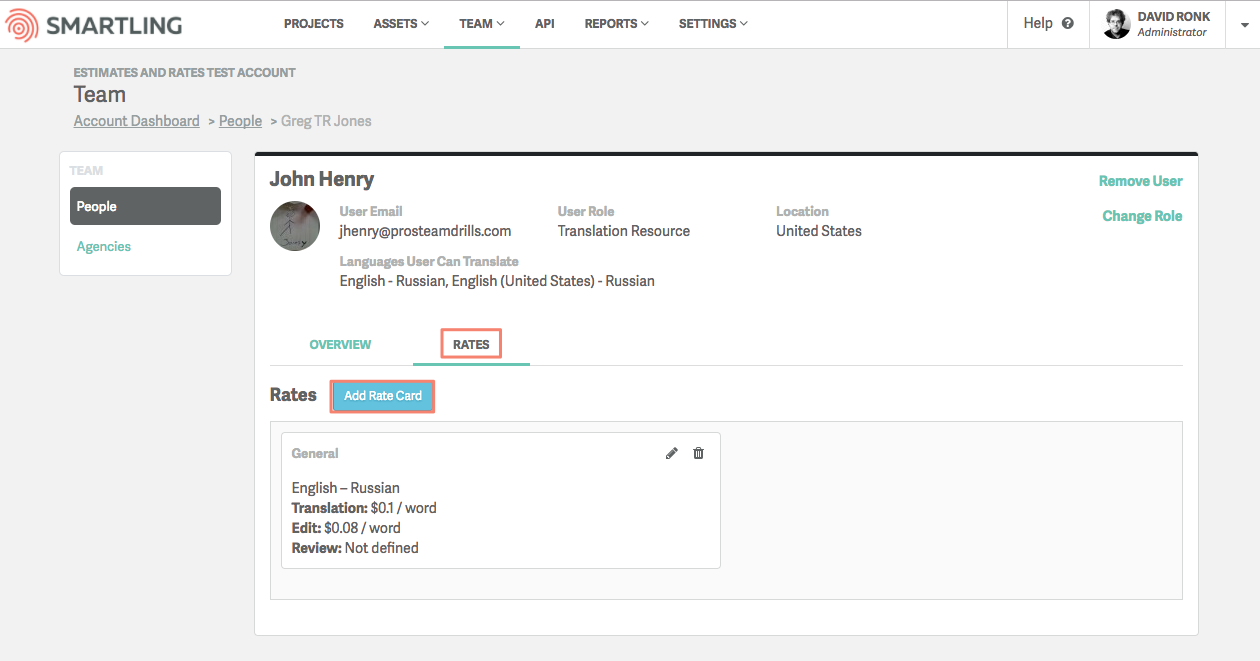 SMARTLING
PROJECTS ASSETS TEAM API REPORTS SETTINGS
Help ?
DAVID RONK
Administrator
ESTIMATES AND RATES TEST ACCOUNT
Team
Account Dashboard > People > Greg TR Jones
TEAM
People
Agencies
John Henry
Remove User
Change Role
User Email
jhenry@prosteamdrills.com
User Role
Translation Resource
Location
United States
Languages User Can Translate
English - Russian, English (United States) - Russian
OVERVIEW RATES
Rates Add Rate Card
General
English – Russian
Translation: $0.1 / word
Edit: $0.08 / word
Review: Not defined